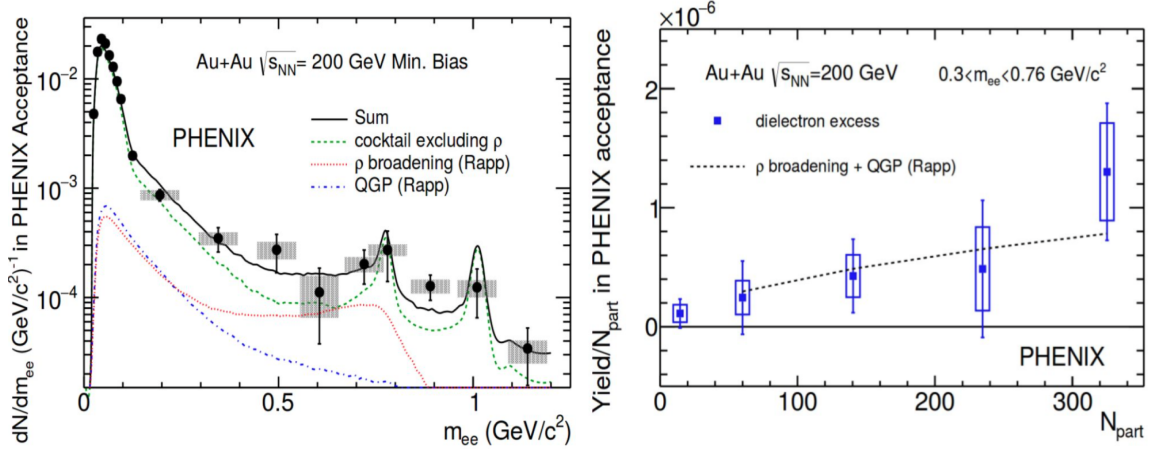 Au+Au √sNN= 200 GeV Min. Bias
PHENIX
Sum
cocktail excluding ρ
ρ broadening (Rapp)
QGP (Rapp)
dN/dmee (GeV/c²)⁻¹ in PHENIX Acceptance
10⁻²
10⁻³
10⁻⁴
0
0.5
1
mee (GeV/c²)
×10⁻⁶
Au+Au √sNN=200 GeV
0.3<mee<0.76 GeV/c²
dielectron excess
ρ broadening + QGP (Rapp)
PHENIX
Yield/Npart in PHENIX acceptance
2
1
0
0
100
200
300
Npart